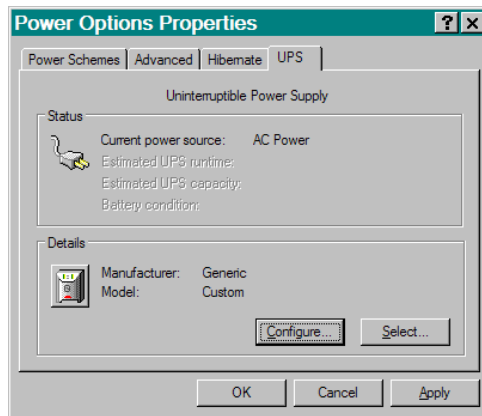 Power Options Properties
Power Schemes Advanced Hibernate UPS
Uninterruptible Power Supply
Status
Current power source: AC Power
Estimated UPS runtime:
Estimated UPS capacity:
Battery condition:
Details
Manufacturer: Generic
Model: Custom
Configure... Select...
OK Cancel Apply